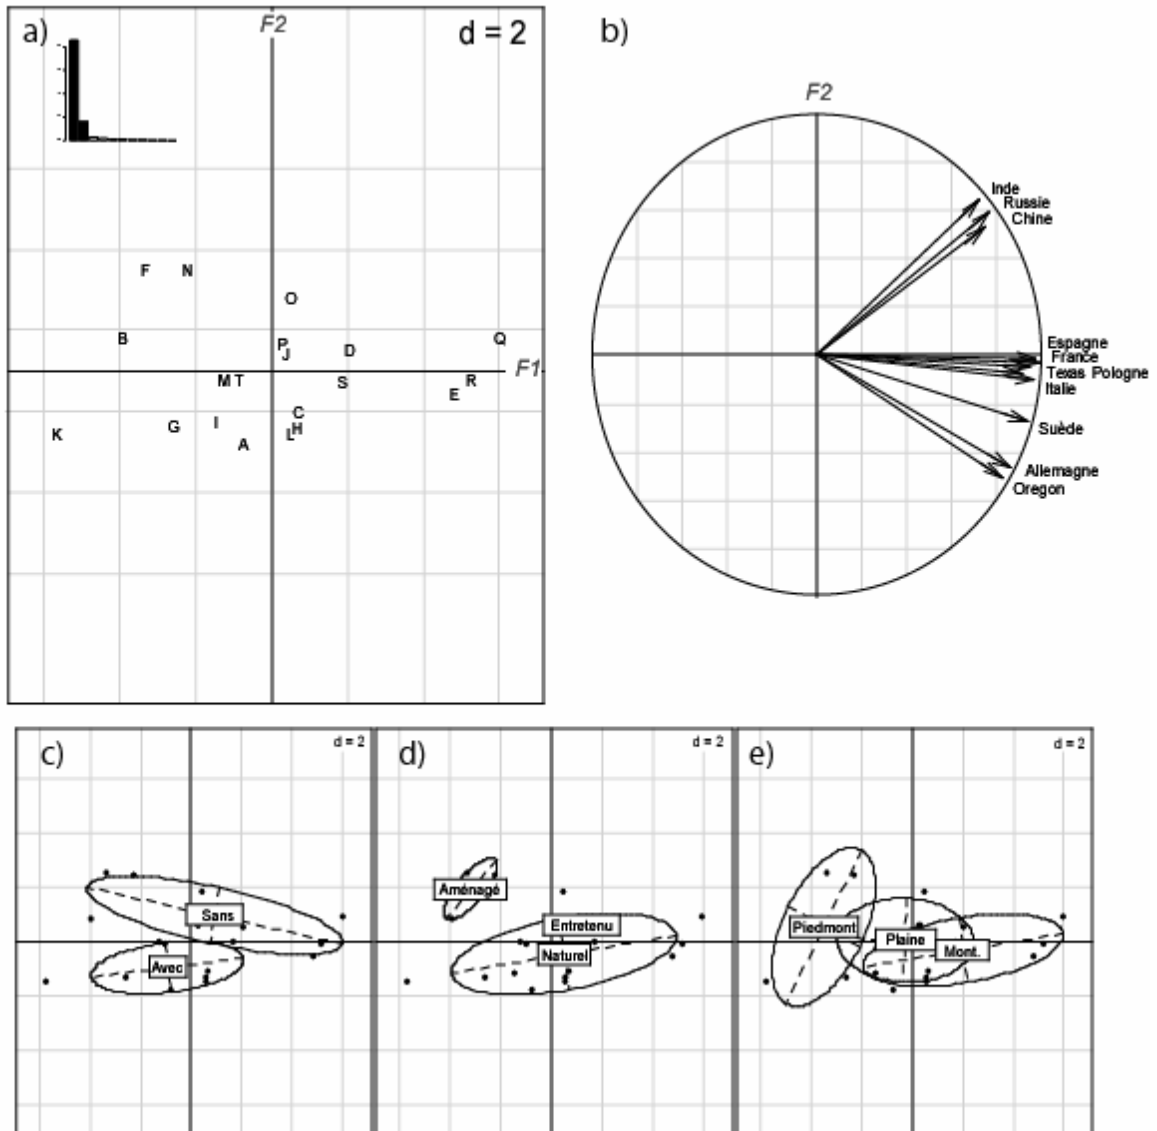 a)
F2
d = 2
b)
F2
Inde
Russie
Chine
F
N
O
B
P
J
D
Q
F1
M
T
S
R
E
C
K
G
I
H
L
A
Espagne
France
Texas Pologne
Italie
Suède
Allemagne
Oregon
c)
d = 2
Sans
Avec
d)
d = 2
Aménagé
Entretenu
Naturel
e)
d = 2
Piedmont
Plaine
Mont.